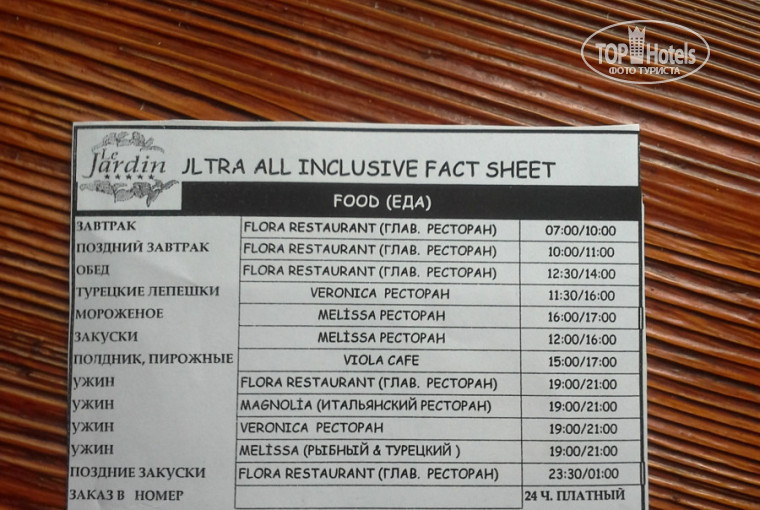 TOP Hotels
ФОТО ТУРИСТА
Le Jardin
ULTRA ALL INCLUSIVE FACT SHEET
FOOD (ЕДА)
ЗАВТРАК FLORA RESTAURANT (ГЛАВ. РЕСТОРАН) 07:00/10:00
ПОЗДНИЙ ЗАВТРАК FLORA RESTAURANT (ГЛАВ. РЕСТОРАН) 10:00/11:00
ОБЕД FLORA RESTAURANT (ГЛАВ. РЕСТОРАН) 12:30/14:00
ТУРЕЦКИЕ ЛЕПЕШКИ VERONICA РЕСТОРАН 11:30/16:00
МОРОЖЕНОЕ MELİSSA РЕСТОРАН 16:00/17:00
ЗАКУСКИ MELİSSA РЕСТОРАН 12:00/16:00
ПОЛДНИК, ПИРОЖНЫЕ VIOLA CAFE 15:00/17:00
УЖИН FLORA RESTAURANT (ГЛАВ. РЕСТОРАН) 19:00/21:00
УЖИН MAGNOLİA (ИТАЛЬЯНСКИЙ РЕСТОРАН) 19:00/21:00
УЖИН VERONICA РЕСТОРАН 19:00/21:00
УЖИН MELİSSA (РЫБНЫЙ & ТУРЕЦКИЙ ) 19:00/21:00
ПОЗДНИЕ ЗАКУСКИ FLORA RESTAURANT (ГЛАВ. РЕСТОРАН) 23:30/01:00
ЗАКАЗ В НОМЕР 24 Ч. ПЛАТНЫЙ